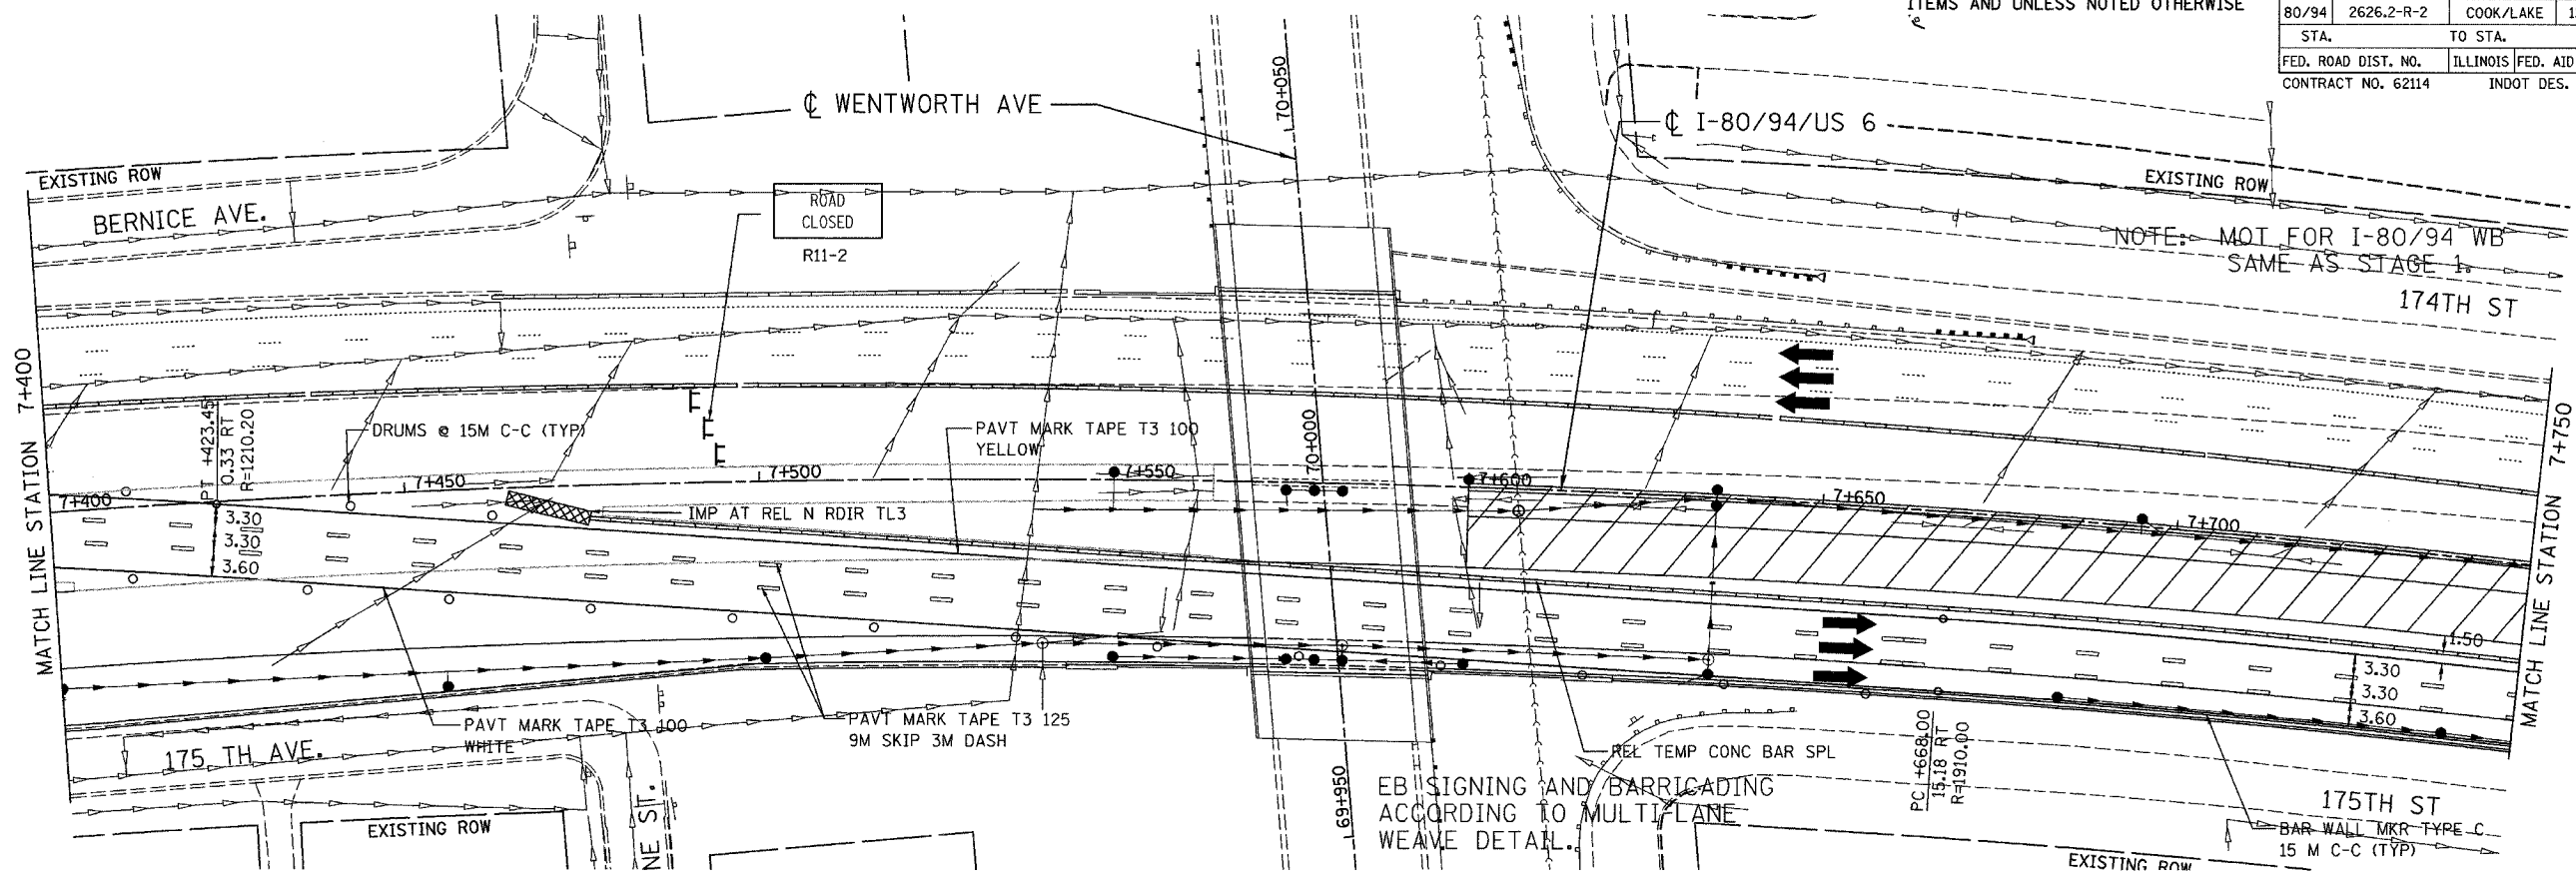 ITEMS AND UNLESS NOTED OTHERWISE
80/94 2626.2-R-2 COOK/LAKE
STA. TO STA.
FED. ROAD DIST. NO. ILLINOIS FED. AID
CONTRACT NO. 62114 INDOT DES.
℄ WENTWORTH AVE
70+050
℄ I-80/94/US 6
EXISTING ROW
BERNICE AVE.
ROAD
CLOSED
R11-2
EXISTING ROW
NOTE: MOT FOR I-80/94 WB
SAME AS STAGE 1.
174TH ST
MATCH LINE STATION 7+400
PT +423.45
0.33 RT
R=1210.20
DRUMS @ 15M C-C (TYP)
PAVT MARK TAPE T3 100
YELLOW
70+000
7+400
7+450
7+500
7+550
7+600
7+650
7+700
IMP AT REL N RDIR TL3
3.30
3.30
3.60
1.50
3.30
3.30
3.60
MATCH LINE STATION 7+750
PAVT MARK TAPE T3 100
WHITE
PAVT MARK TAPE T3 125
9M SKIP 3M DASH
175 TH AVE.
REL TEMP CONC BAR SPL
PC +668.00
15.18 RT
R=1910.00
EB SIGNING AND BARRICADING
ACCORDING TO MULTI-LANE
WEAVE DETAIL.
69+950
175TH ST
BAR WALL MKR TYPE C
15 M C-C (TYP)
EXISTING ROW
NE ST.
EXISTING ROW